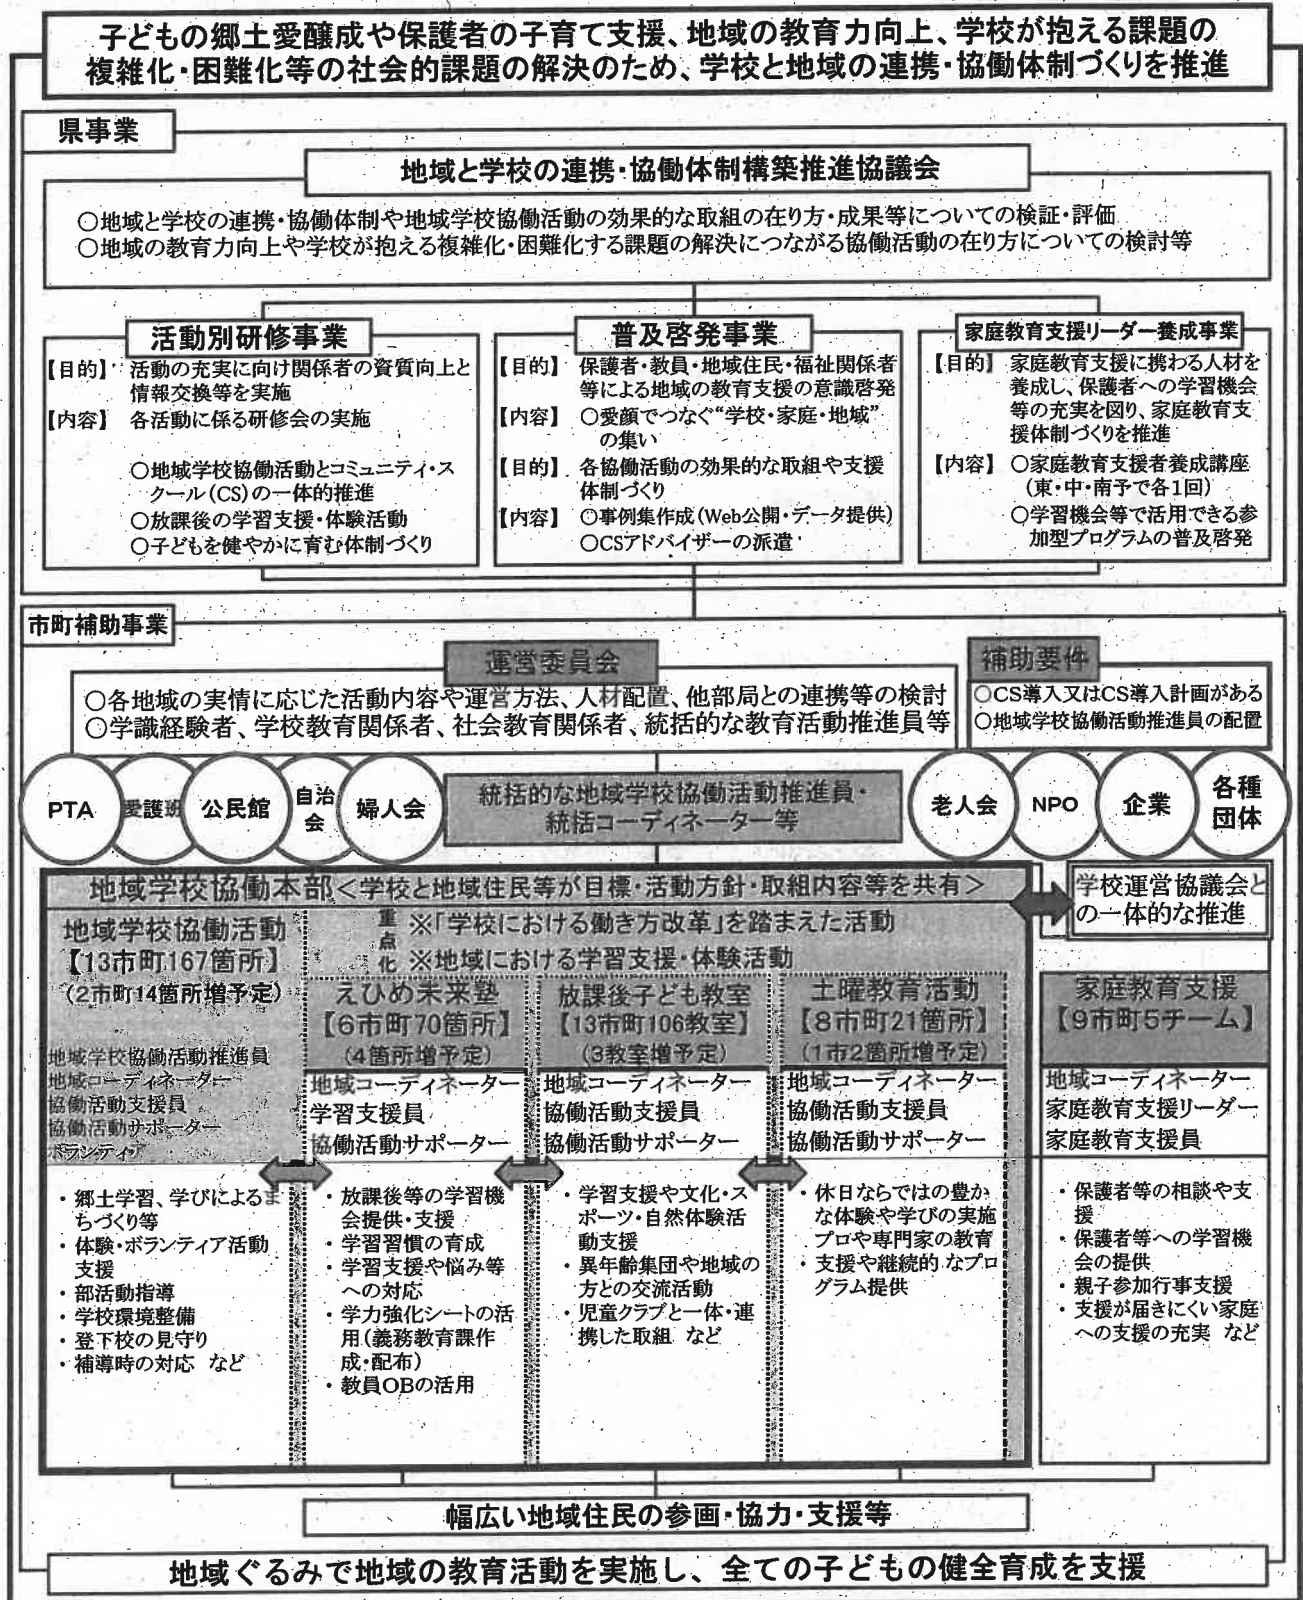 子どもの郷土愛醸成や保護者の子育て支援、地域の教育力向上、学校が抱える課題の
複雑化・困難化等の社会的課題の解決のため、学校と地域の連携・協働体制づくりを推進
県事業
地域と学校の連携・協働体制構築推進協議会
○地域と学校の連携・協働体制や地域学校協働活動の効果的な取組の在り方・成果等についての検証・評価
○地域の教育力向上や学校が抱える複雑化・困難化する課題の解決につながる協働活動の在り方についての検討等
活動別研修事業
【目的】 活動の充実に向け関係者の資質向上と
情報交換等を実施
【内容】 各活動に係る研修会の実施
○地域学校協働活動とコミュニティ・ス
クール(CS)の一体的推進
○放課後の学習支援・体験活動
○子どもを健やかに育む体制づくり
普及啓発事業
【目的】 保護者・教員・地域住民・福祉関係者
等による地域の教育支援の意識啓発
【内容】 ○愛顔でつなぐ“学校・家庭・地域”
の集い
【目的】 各協働活動の効果的な取組や支援
体制づくり
【内容】 ○事例集作成(Web公開・データ提供)
○CSアドバイザーの派遣
家庭教育支援リーダー養成事業
【目的】 家庭教育支援に携わる人材を
養成し、保護者への学習機会
等の充実を図り、家庭教育支
援体制づくりを推進
【内容】 ○家庭教育支援者養成講座
(東・中・南予で各1回)
○学習機会等で活用できる参
加型プログラムの普及啓発
市町補助事業
運営委員会
○各地域の実情に応じた活動内容や運営方法、人材配置、他部局との連携等の検討
○学識経験者、学校教育関係者、社会教育関係者、統括的な教育活動推進員等
補助要件
○CS導入又はCS導入計画がある
○地域学校協働活動推進員の配置
PTA
愛護班
公民館
自治
会
婦人会
統括的な地域学校協働活動推進員・
統括コーディネーター等
老人会
NPO
企業
各種
団体
地域学校協働本部＜学校と地域住民等が目標・活動方針・取組内容等を共有＞
学校運営協議会と
の一体的な推進
重点化
※「学校における働き方改革」を踏まえた活動
※地域における学習支援・体験活動
地域学校協働活動
【13市町167箇所】
(2市町14箇所増予定)
地域学校協働活動推進員
地域コーディネーター
協働活動支援員
協働活動サポーター
ボランティア
・郷土学習、学びによるま
ちづくり等
・体験・ボランティア活動
支援
・部活動指導
・学校環境整備
・登下校の見守り
・補導時の対応 など
えひめ未来塾
【6市町70箇所】
(4箇所増予定)
地域コーディネーター
学習支援員
協働活動サポーター
・放課後等の学習機
会提供・支援
・学習習慣の育成
・学習支援や悩み等
への対応
・学力強化シートの活
用(義務教育課作
成・配布)
・教員OBの活用
放課後子ども教室
【13市町106教室】
(3教室増予定)
地域コーディネーター
協働活動支援員
協働活動サポーター
・学習支援や文化・ス
ポーツ・自然体験活
動支援
・異年齢集団や地域の
方との交流活動
・児童クラブと一体・連
携した取組 など
土曜教育活動
【8市町21箇所】
(1市2箇所増予定)
地域コーディネーター
協働活動支援員
協働活動サポーター
・休日ならではの豊か
な体験や学びの実施
プロや専門家の教育
・支援や継続的なプロ
グラム提供
家庭教育支援
【9市町5チーム】
地域コーディネーター
家庭教育支援リーダー
家庭教育支援員
・保護者等の相談や支
援
・保護者等への学習機
会の提供
・親子参加行事支援
・支援が届きにくい家庭
への支援の充実 など
幅広い地域住民の参画・協力・支援等
地域ぐるみで地域の教育活動を実施し、全ての子どもの健全育成を支援